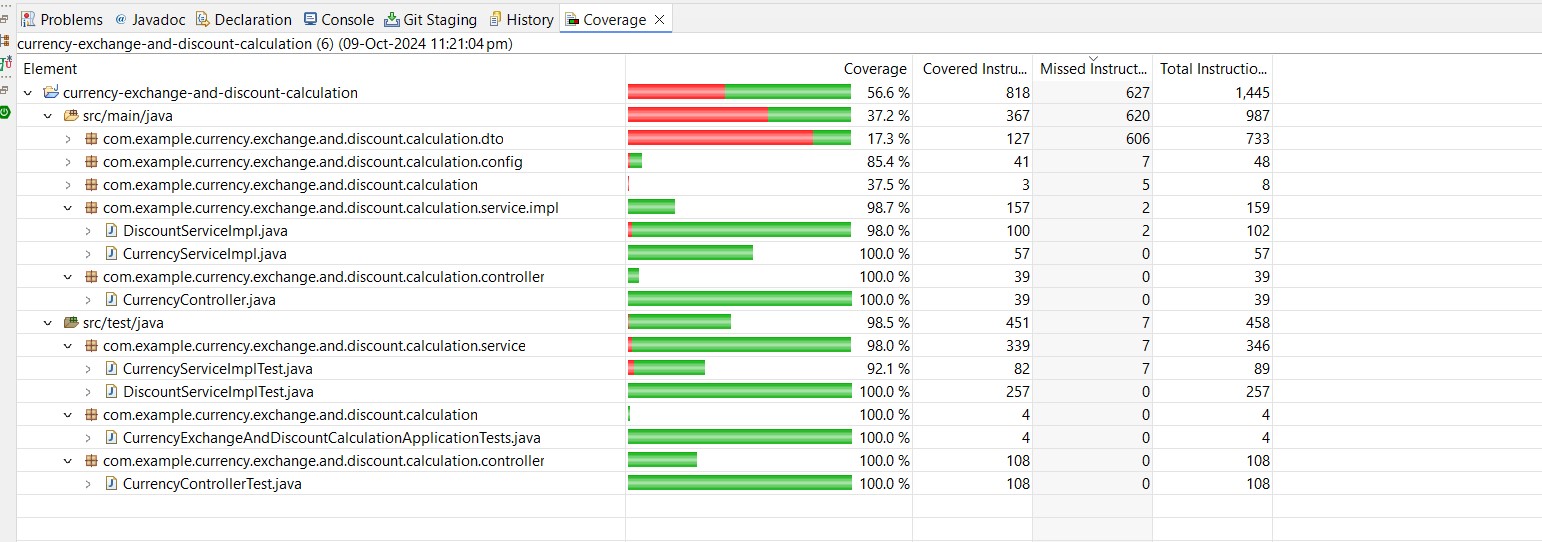 Problems @ Javadoc Declaration Console Git Staging History Coverage
currency-exchange-and-discount-calculation (6) (09-Oct-2024 11:21:04 pm)
Element Coverage Covered Instru... Missed Instruct... Total Instructio...
currency-exchange-and-discount-calculation 56.6 % 818 627 1,445
src/main/java 37.2 % 367 620 987
com.example.currency.exchange.and.discount.calculation.dto 17.3 % 127 606 733
com.example.currency.exchange.and.discount.calculation.config 85.4 % 41 7 48
com.example.currency.exchange.and.discount.calculation 37.5 % 3 5 8
com.example.currency.exchange.and.discount.calculation.service.impl 98.7 % 157 2 159
DiscountServiceImpl.java 98.0 % 100 2 102
CurrencyServiceImpl.java 100.0 % 57 0 57
com.example.currency.exchange.and.discount.calculation.controller 100.0 % 39 0 39
CurrencyController.java 100.0 % 39 0 39
src/test/java 98.5 % 451 7 458
com.example.currency.exchange.and.discount.calculation.service 98.0 % 339 7 346
CurrencyServiceImplTest.java 92.1 % 82 7 89
DiscountServiceImplTest.java 100.0 % 257 0 257
com.example.currency.exchange.and.discount.calculation 100.0 % 4 0 4
CurrencyExchangeAndDiscountCalculationApplicationTests.java 100.0 % 4 0 4
com.example.currency.exchange.and.discount.calculation.controller 100.0 % 108 0 108
CurrencyControllerTest.java 100.0 % 108 0 108